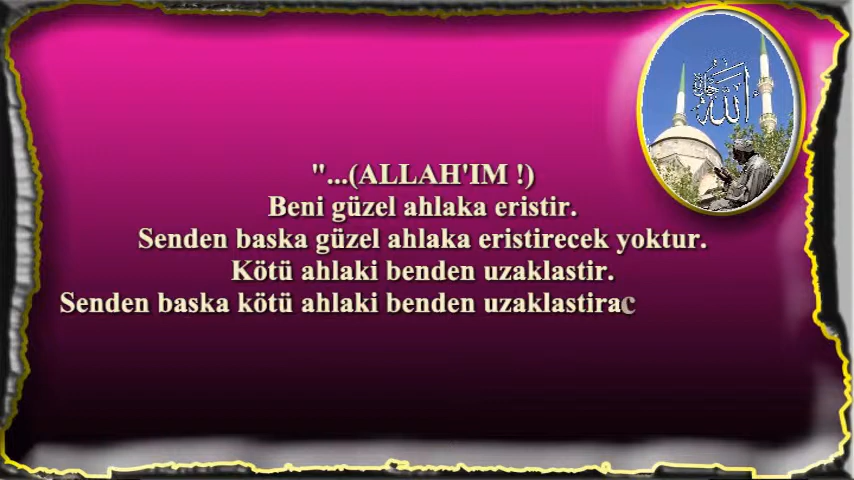 "...(ALLAH'IM !)
Beni güzel ahlaka eristir.
Senden baska güzel ahlaka eristirecek yoktur.
Kötü ahlaki benden uzaklastir.
Senden baska kötü ahlaki benden uzaklastirac
الله